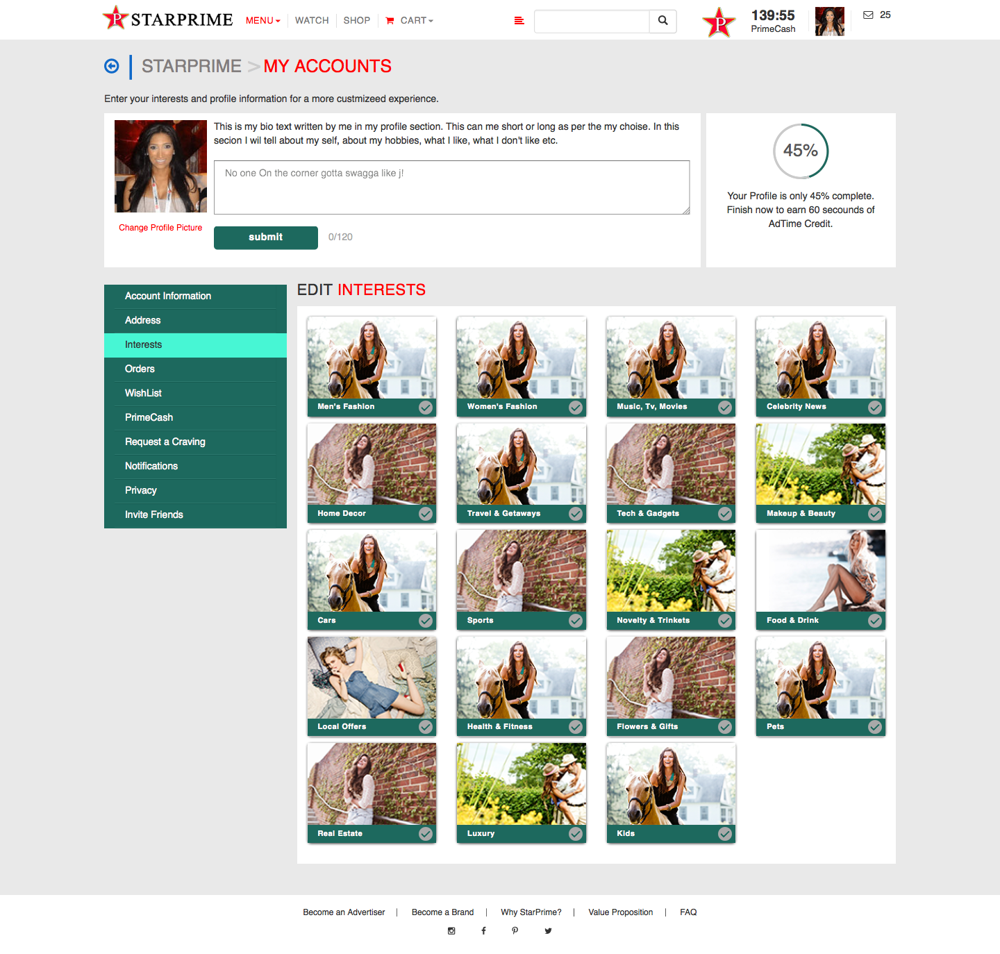 P STARPRIME MENU WATCH SHOP CART P 139:55 PrimeCash 25
STARPRIME > MY ACCOUNTS
Enter your interests and profile information for a more custmizeed experience.
This is my bio text written by me in my profile section. This can me short or long as per the my choise. In this
secion I wil tell about my self, about my hobbies, what I like, what I don't like etc.
No one On the corner gotta swagga like j!
Change Profile Picture
submit 0/120
45%
Your Profile is only 45% complete.
Finish now to earn 60 secounds of
AdTime Credit.
Account Information
Address
Interests
Orders
WishList
PrimeCash
Request a Craving
Notifications
Privacy
Invite Friends
EDIT INTERESTS
Men's Fashion Women's Fashion Music, Tv, Movies Celebrity News
Home Decor Travel & Getaways Tech & Gadgets Makeup & Beauty
Cars Sports Novelty & Trinkets Food & Drink
Local Offers Health & Fitness Flowers & Gifts Pets
Real Estate Luxury Kids
Become an Advertiser | Become a Brand | Why StarPrime? | Value Proposition | FAQ